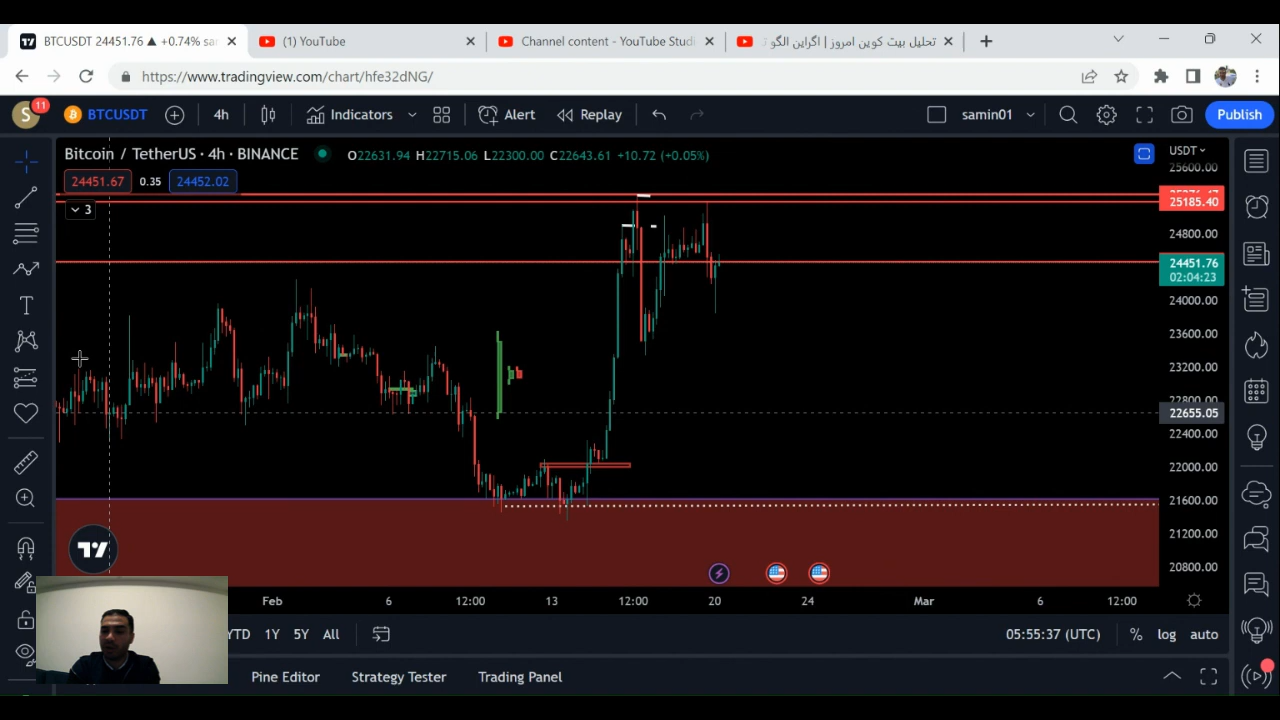 BTCUSDT 24451.76 ▲ +0.74%
(1) YouTube
Channel content - YouTube Studi
تحلیل بیت کوین امروز | اگراین الگو
https://www.tradingview.com/chart/hfe32dNG/
S 11 BTCUSDT 4h Indicators Alert Replay samin01 Publish
Bitcoin / TetherUS · 4h · BINANCE O22631.94 H22715.06 L22300.00 C22643.61 +10.72 (+0.05%) USDT
24451.67 0.35 24452.02
3
25600.00
25185.40
24800.00
24451.76
02:04:23
24000.00
23600.00
23200.00
22800.00
22655.05
22400.00
22000.00
21600.00
21200.00
20800.00
Feb 6 12:00 13 12:00 20 24 Mar 6 12:00
YTD 1Y 5Y All 05:55:37 (UTC) % log auto
Pine Editor Strategy Tester Trading Panel